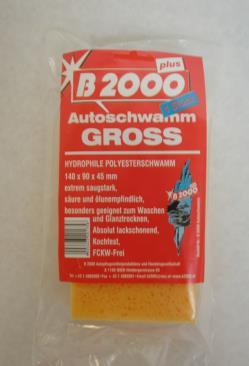 B2000 plus
Autoschwamm
GROSS
HYDROPHILE POLYESTERSCHWAMM
140 x 90 x 45 mm
extrem saugstark,
säure und ölunempfindlich,
besonders geeignet zum Waschen
und Glanztrocknen,
Absolut lackschonend,
Kochfest,
FCKW-Frei
B 2000